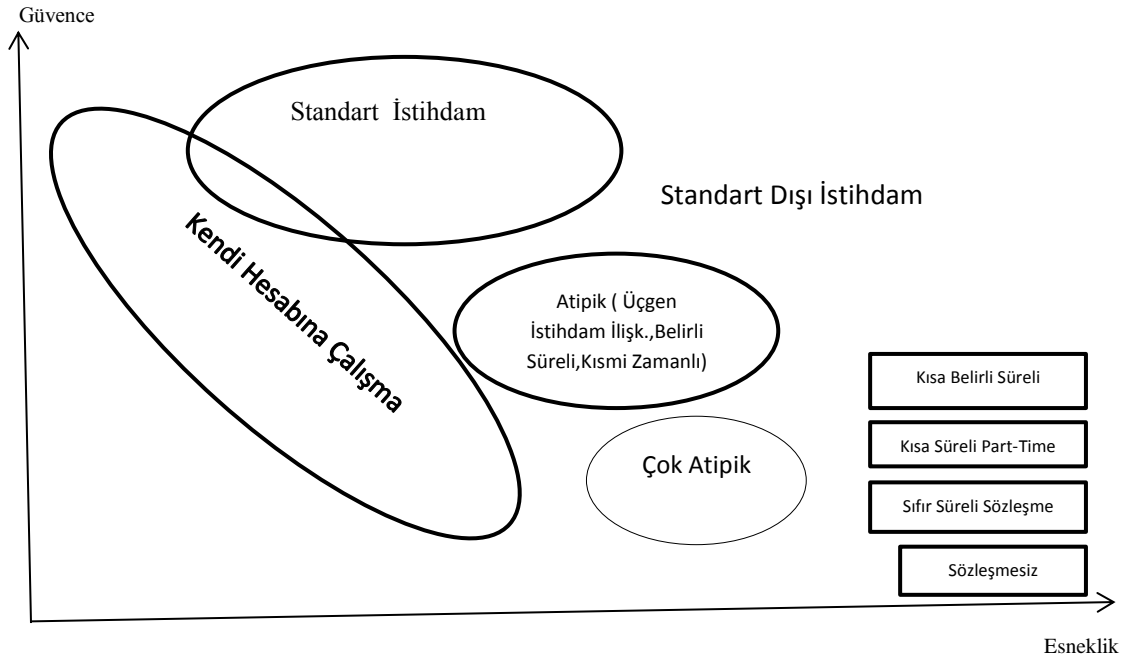 Güvence
Standart İstihdam
Standart Dışı İstihdam
Kendi Hesabına Çalışma
Atipik ( Üçgen
İstihdam İlişk.,Belirli
Süreli,Kısmi Zamanlı)
Çok Atipik
Kısa Belirli Süreli
Kısa Süreli Part-Time
Sıfır Süreli Sözleşme
Sözleşmesiz
Esneklik